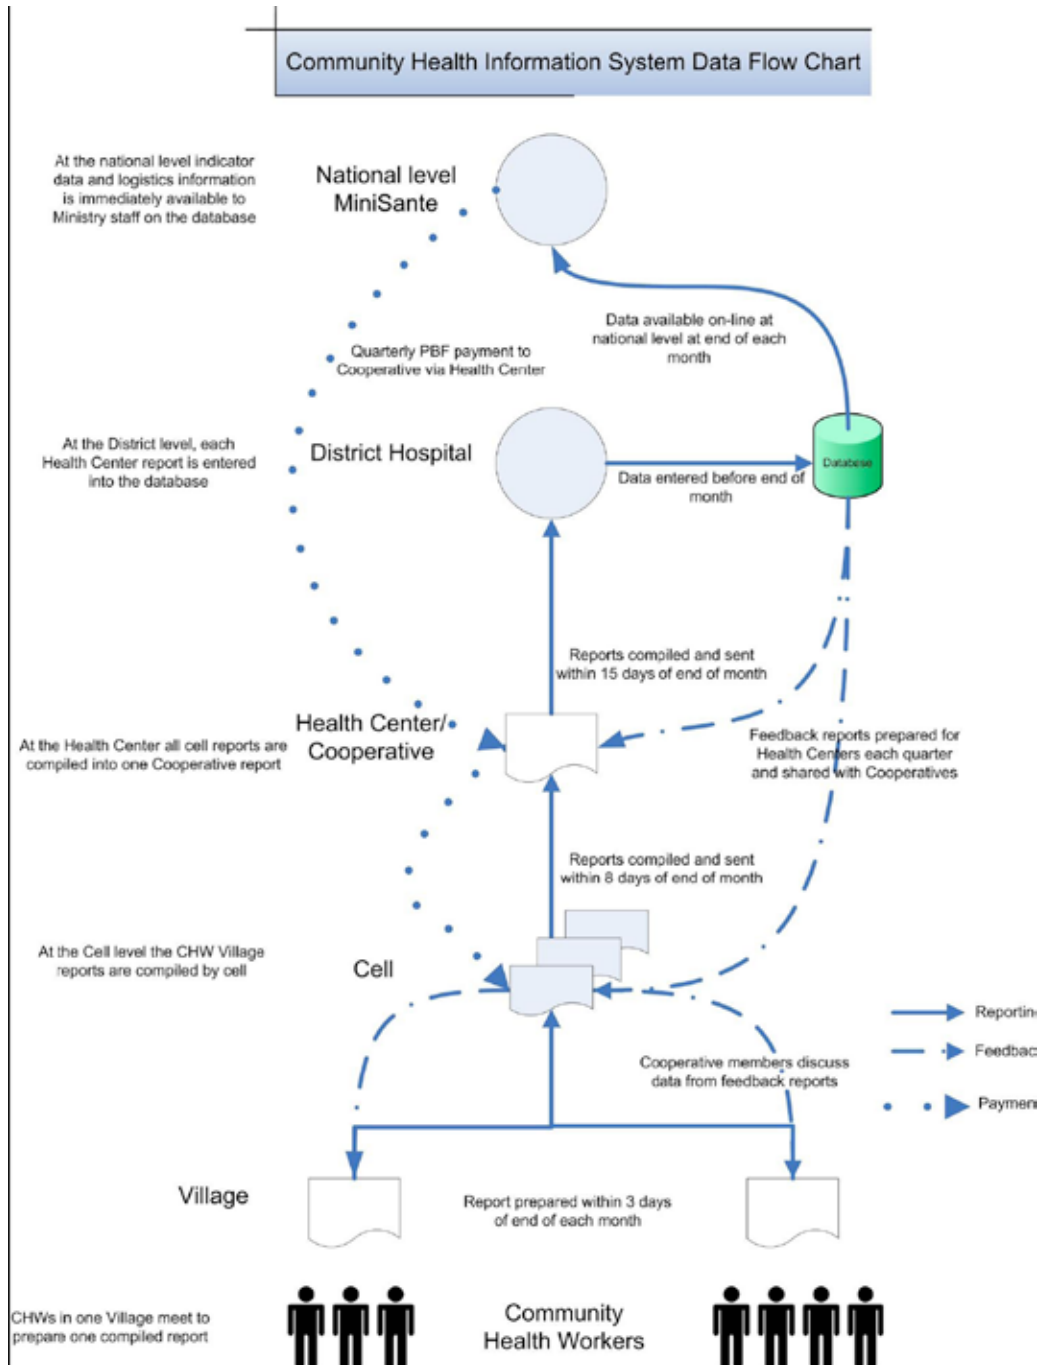 Community Health Information System Data Flow Chart
At the national level indicator
data and logistics information
is immediately available to
Ministry staff on the database
National level
MiniSante
Data available on-line at
national level at end of each
month
Quarterly PBF payment to
Cooperative via Health Center
At the District level, each
Health Center report is entered
into the database
District Hospital
Database
Data entered before end of
month
Reports compiled and sent
within 15 days of end of month
Health Center/
Cooperative
At the Health Center all cell reports are
compiled into one Cooperative report
Feedback reports prepared for
Health Centers each quarter
and shared with Cooperatives
Reports compiled and sent
within 8 days of end of month
At the Cell level the CHW Village
reports are compiled by cell
Cell
Reportin
Feedbac
Paymen
Cooperative members discuss
data from feedback reports
Village
Report prepared within 3 days
of end of each month
CHWs in one Village meet to
prepare one compiled report
Community
Health Workers